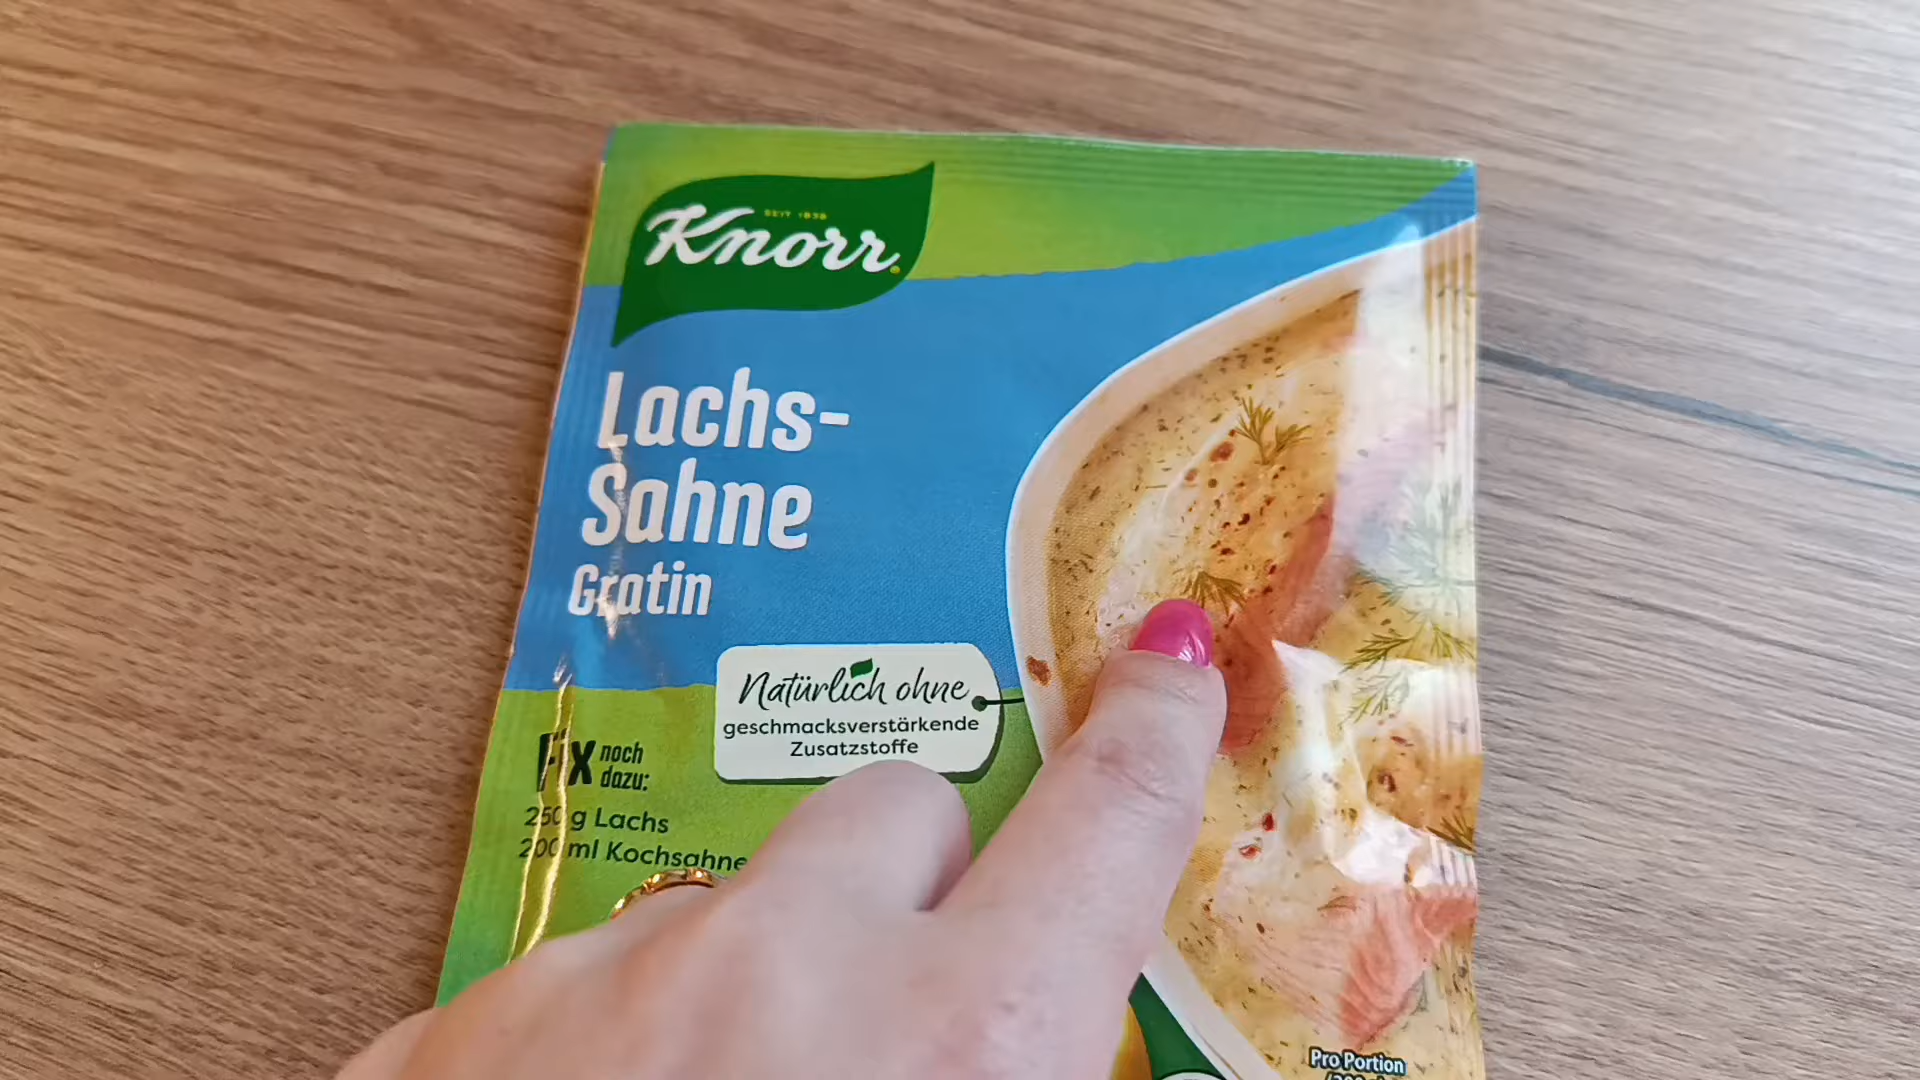 SEIT 1838
Knorr
Lachs-
Sahne
Gratin
Natürlich ohne
geschmacksverstärkende
Zusatzstoffe
Fix noch
dazu:
250 g Lachs
200 ml Kochsahne
Pro Portion